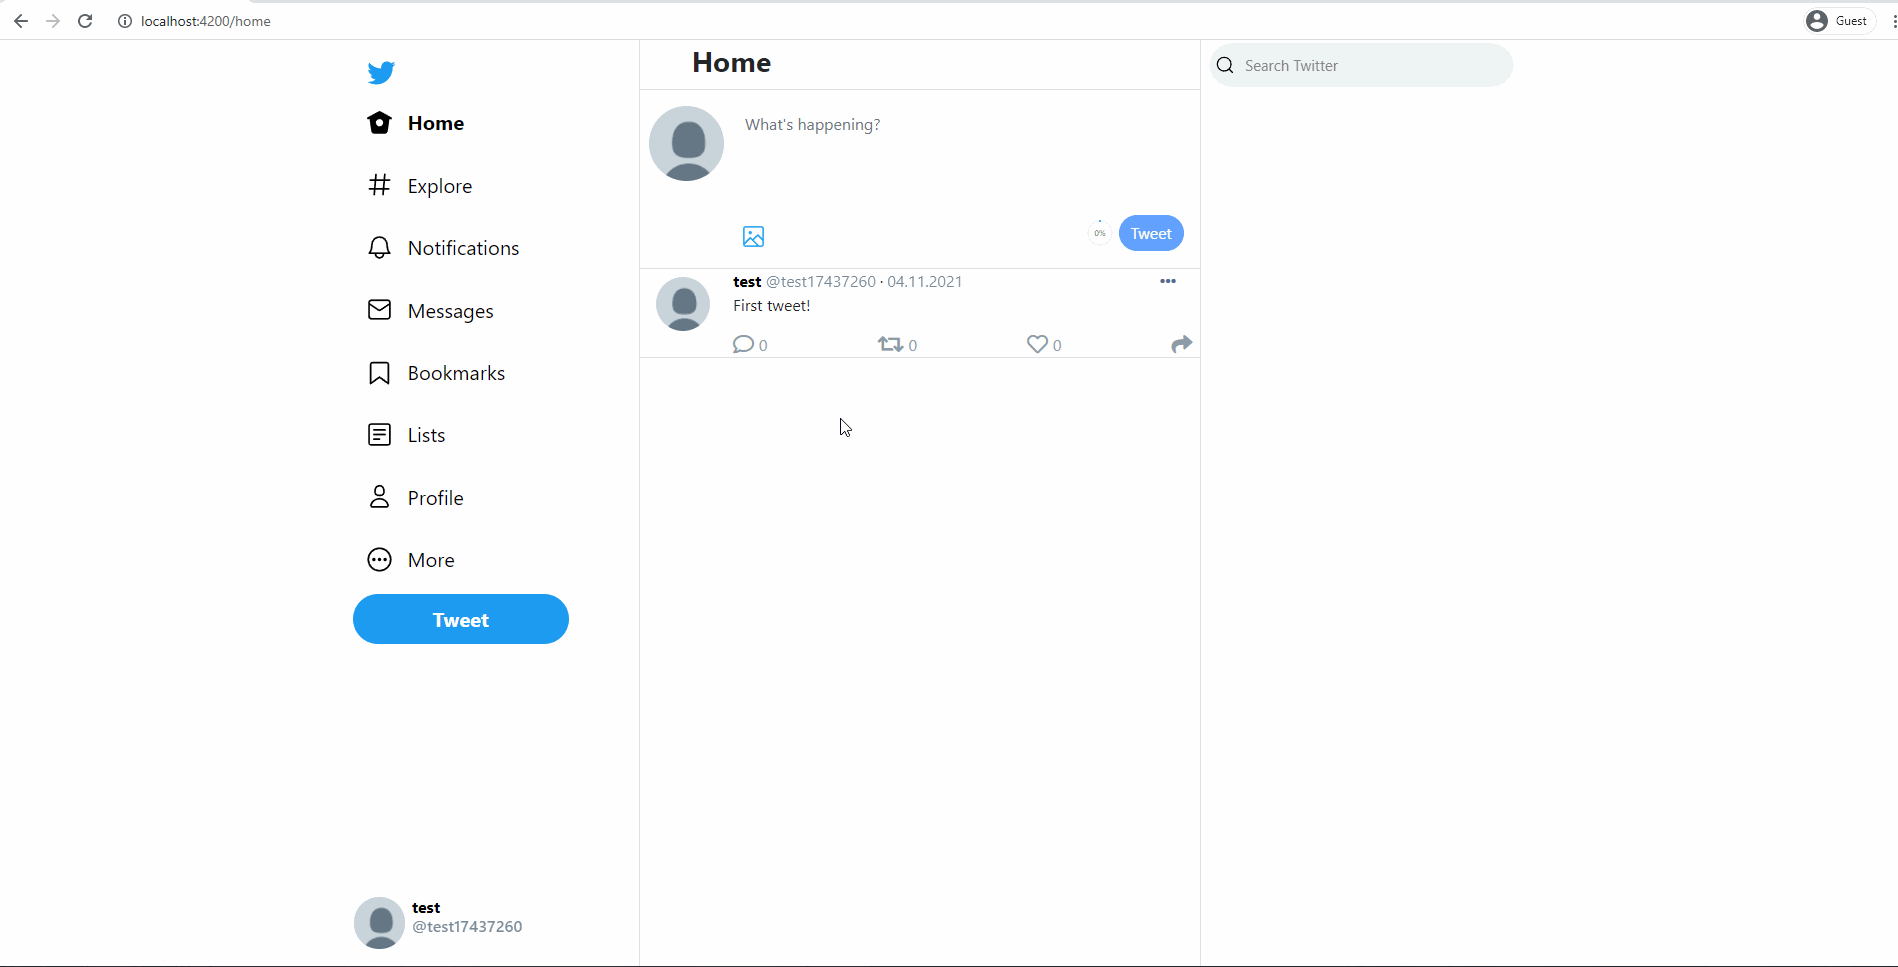 localhost:4200/home
Guest
Home
Explore
Notifications
Messages
Bookmarks
Lists
Profile
More
Tweet
test
@test17437260
Home
What's happening?
0%
Tweet
test @test17437260 · 04.11.2021
First tweet!
0 0 0
Search Twitter